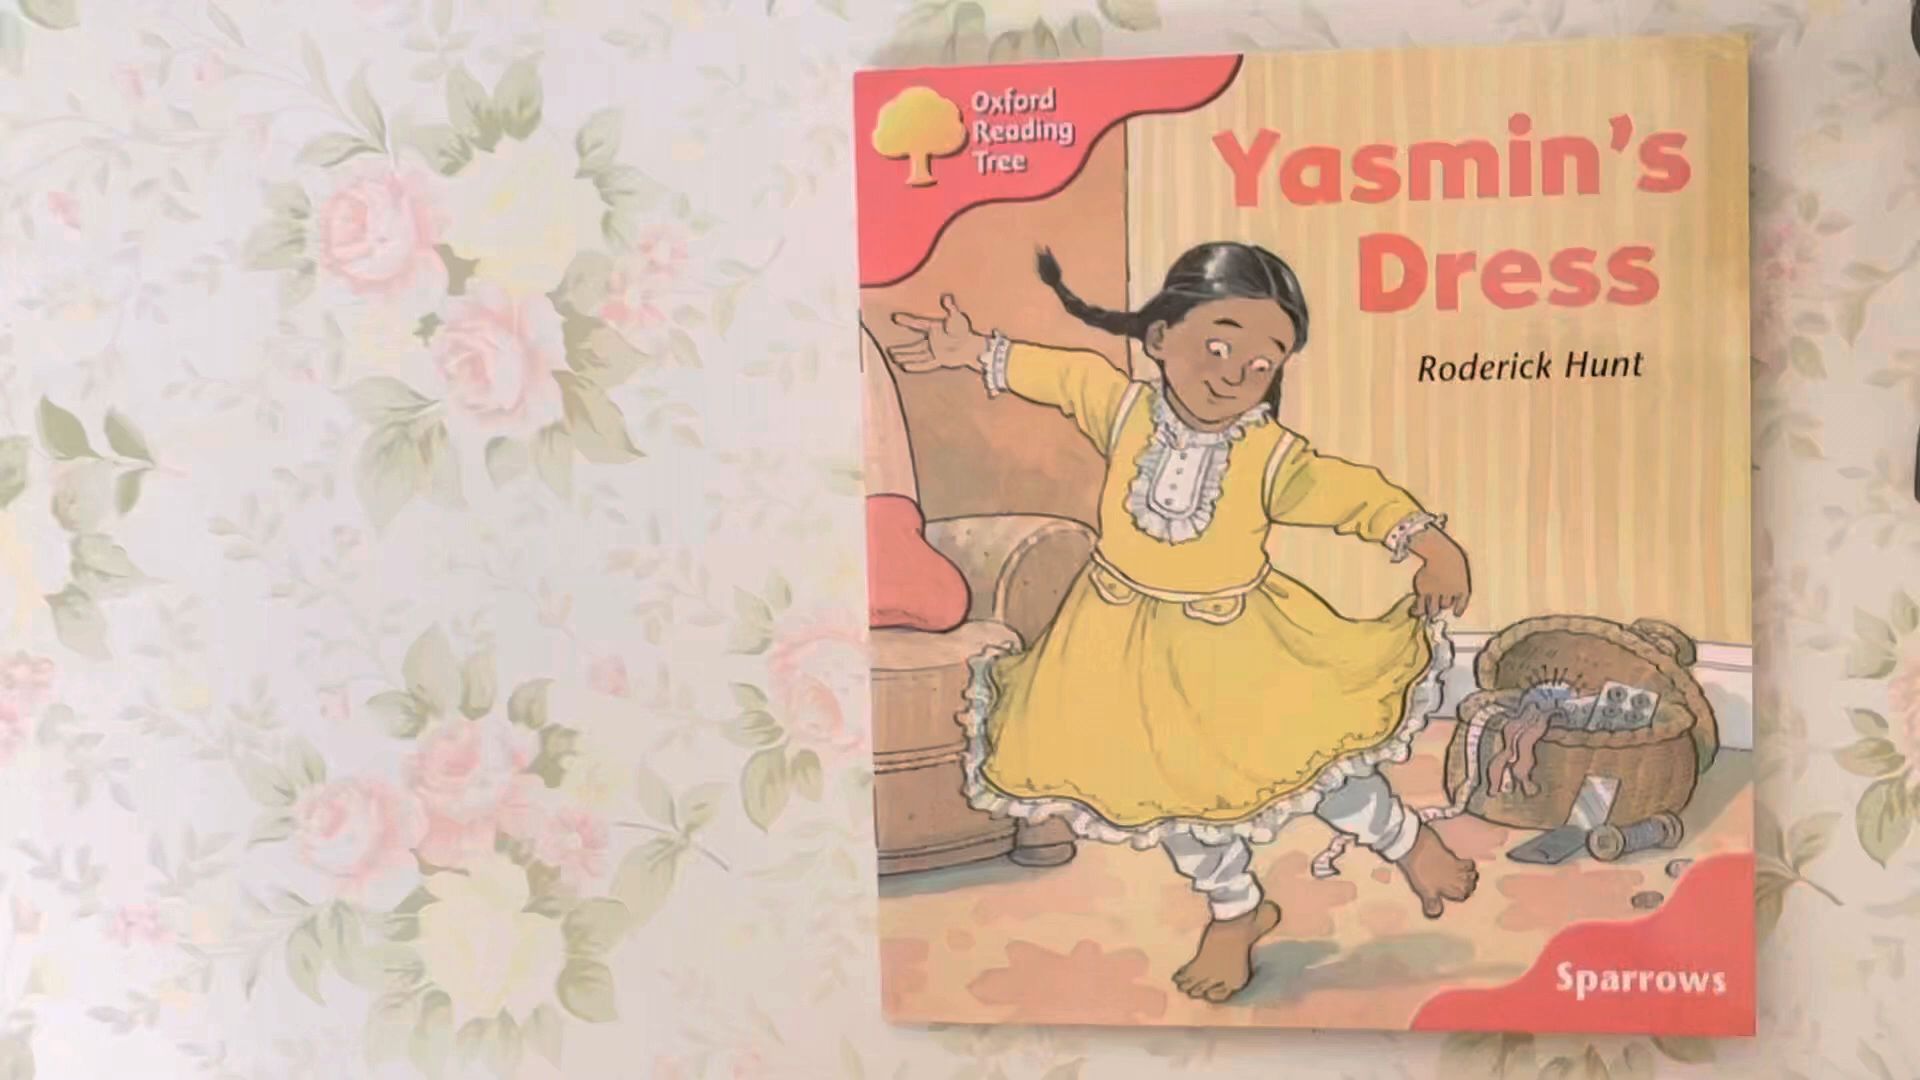 Oxford
Reading
Tree
Yasmin's
Dress
Roderick Hunt
Sparrows